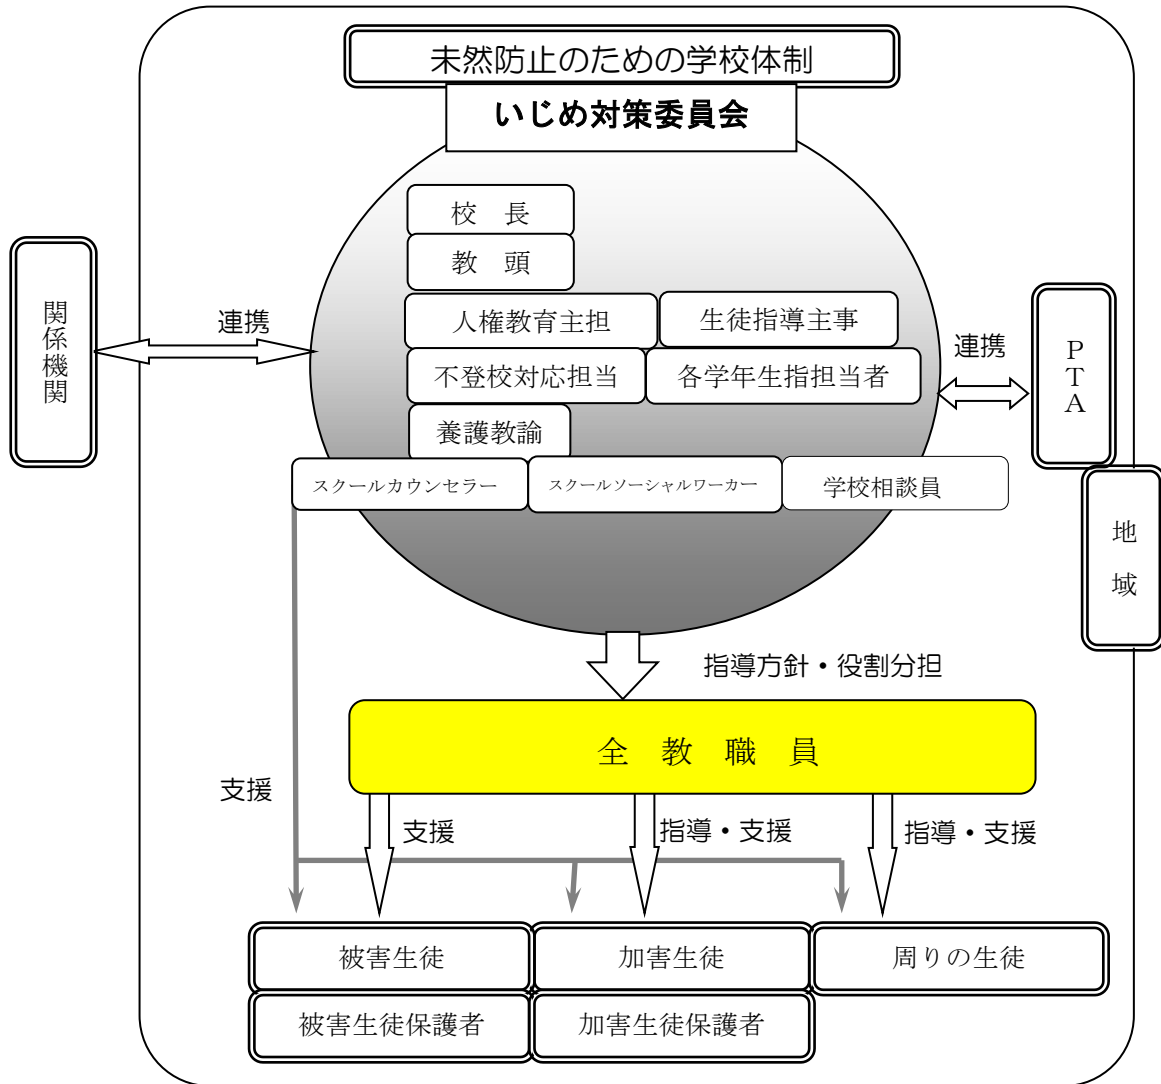 未然防止のための学校体制
いじめ対策委員会
校　長
教　頭
人権教育主担
生徒指導主事
不登校対応担当
各学年生指担当者
養護教諭
スクールカウンセラー
スクールソーシャルワーカー
学校相談員
関係機関
連携
連携
ＰＴＡ
地域
指導方針・役割分担
全　教　職　員
支援
支援
指導・支援
指導・支援
被害生徒
加害生徒
周りの生徒
被害生徒保護者
加害生徒保護者